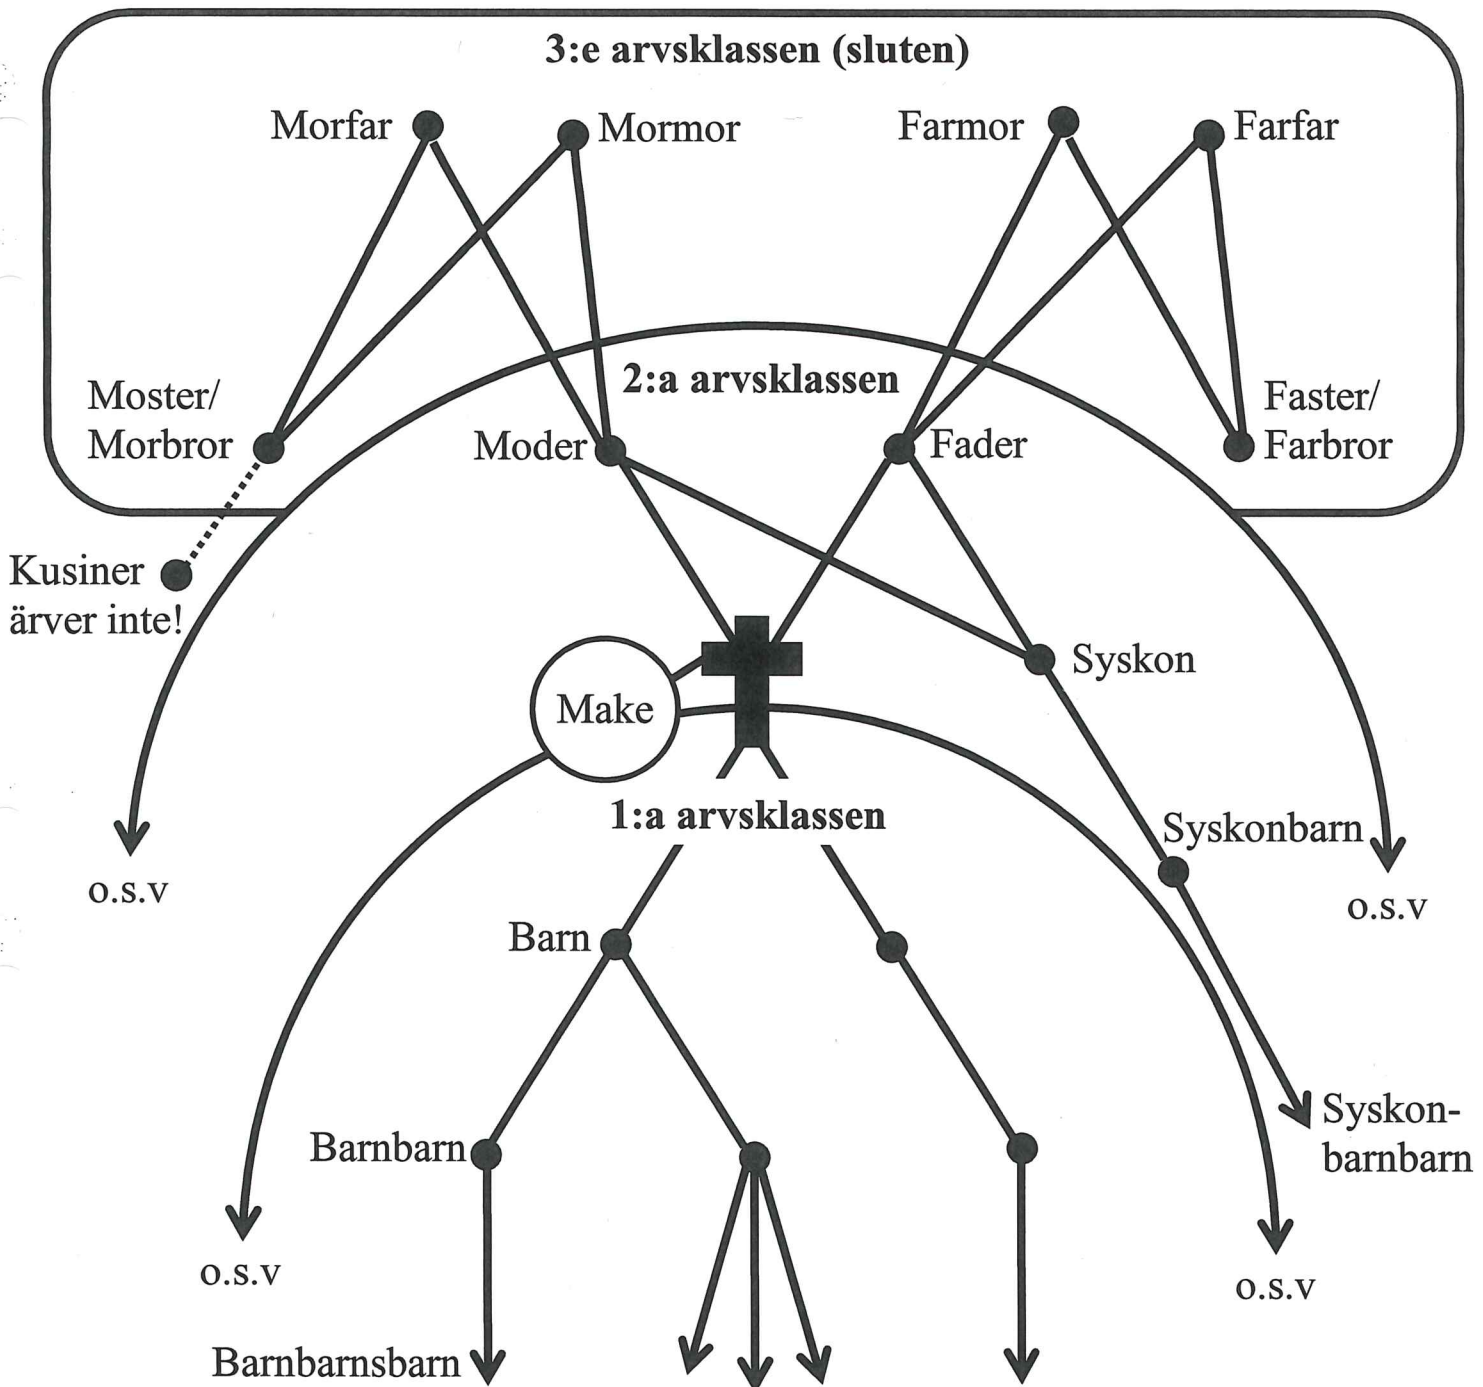 3:e arvsklassen (sluten)
Morfar
Mormor
Farmor
Farfar
2:a arvsklassen
Moster/
Morbror
Moder
Fader
Faster/
Farbror
Kusiner
ärver inte!
Make
Syskon
1:a arvsklassen
Syskonbarn
o.s.v
o.s.v
Barn
Barnbarn
Syskon-
barnbarn
o.s.v
o.s.v
Barnbarnsbarn